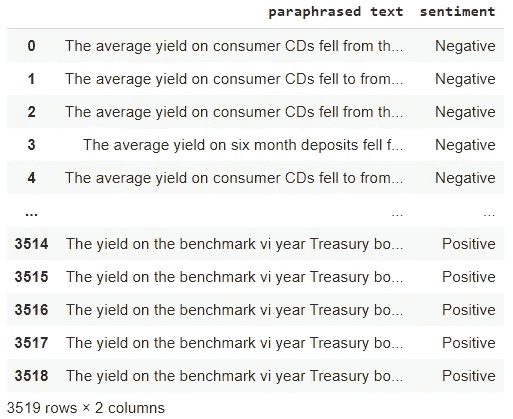 paraphrased text sentiment
0 The average yield on consumer CDs fell from th... Negative
1 The average yield on consumer CDs fell to from... Negative
2 The average yield on consumer CDs fell from th... Negative
3 The average yield on six month deposits fell f... Negative
4 The average yield on consumer CDs fell to from... Negative
... ... ...
3514 The yield on the benchmark vi year Treasury bo... Positive
3515 The yield on the benchmark vi year Treasury bo... Positive
3516 The yield on the benchmark vi year Treasury bo... Positive
3517 The yield on the benchmark vi year Treasury bo... Positive
3518 The yield on the benchmark vi year Treasury bo... Positive
3519 rows × 2 columns